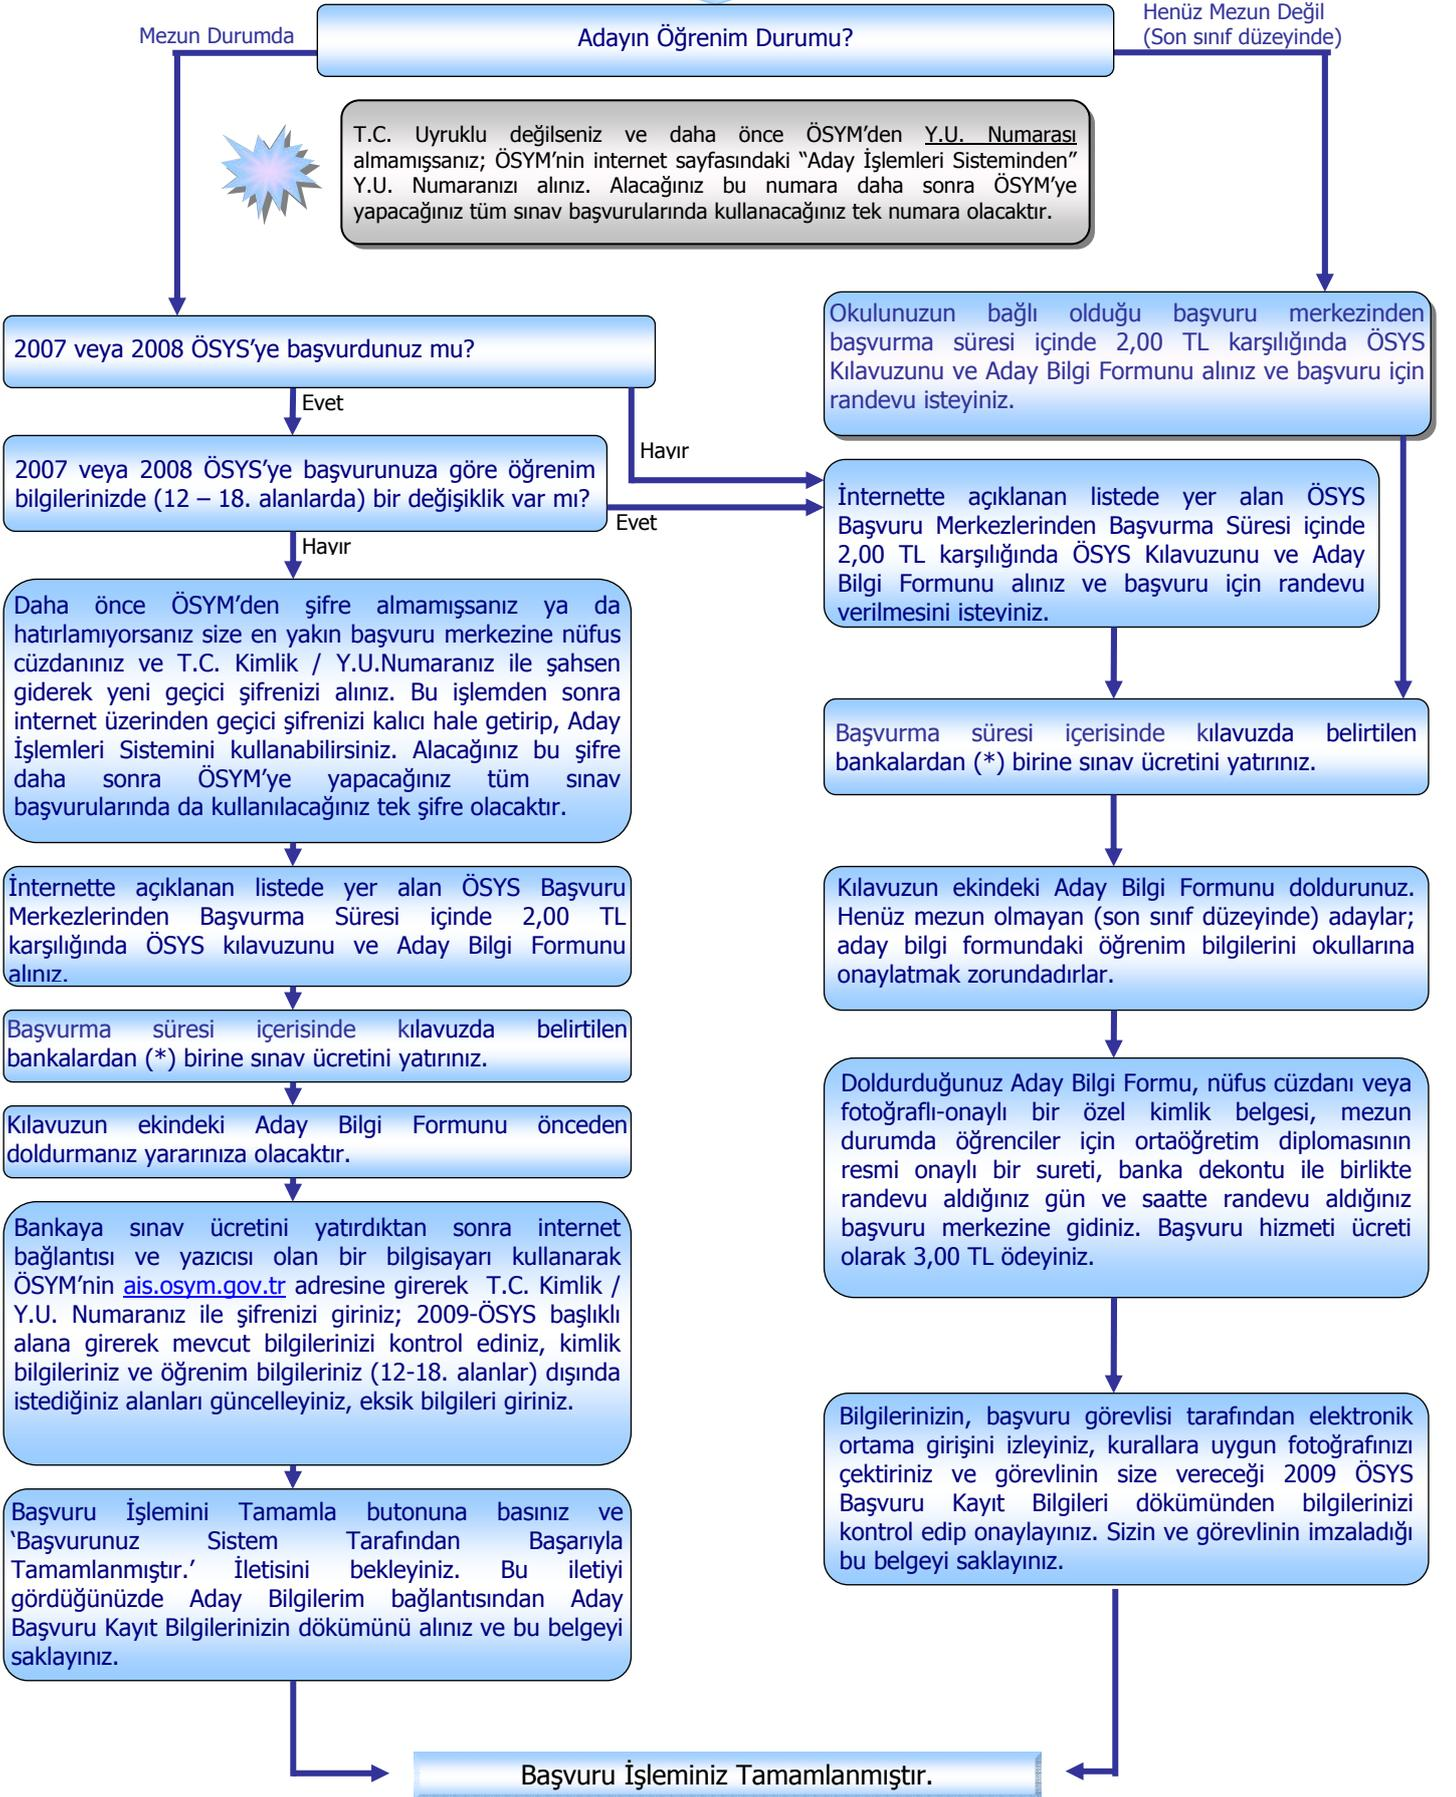 Mezun Durumda
Adayın Öğrenim Durumu?
Henüz Mezun Değil
(Son sınıf düzeyinde)
T.C. Uyruklu değilseniz ve daha önce ÖSYM’den Y.U. Numarası
almamışsanız; ÖSYM’nin internet sayfasındaki “Aday İşlemleri Sisteminden”
Y.U. Numaranızı alınız. Alacağınız bu numara daha sonra ÖSYM’ye
yapacağınız tüm sınav başvurularında kullanacağınız tek numara olacaktır.
2007 veya 2008 ÖSYS’ye başvurdunuz mu?
Evet
Hayır
2007 veya 2008 ÖSYS’ye başvurunuza göre öğrenim
bilgilerinizde (12 – 18. alanlarda) bir değişiklik var mı?
Evet
Hayır
Daha önce ÖSYM’den şifre almamışsanız ya da
hatırlamıyorsanız size en yakın başvuru merkezine nüfus
cüzdanınız ve T.C. Kimlik / Y.U.Numaranız ile şahsen
giderek yeni geçici şifrenizi alınız. Bu işlemden sonra
internet üzerinden geçici şifrenizi kalıcı hale getirip, Aday
İşlemleri Sistemini kullanabilirsiniz. Alacağınız bu şifre
daha sonra ÖSYM’ye yapacağınız tüm sınav
başvurularında da kullanılacağınız tek şifre olacaktır.
İnternette açıklanan listede yer alan ÖSYS Başvuru
Merkezlerinden Başvurma Süresi içinde 2,00 TL
karşılığında ÖSYS kılavuzunu ve Aday Bilgi Formunu
alınız.
Başvurma süresi içerisinde kılavuzda belirtilen
bankalardan (*) birine sınav ücretini yatırınız.
Kılavuzun ekindeki Aday Bilgi Formunu önceden
doldurmanız yararınıza olacaktır.
Bankaya sınav ücretini yatırdıktan sonra internet
bağlantısı ve yazıcısı olan bir bilgisayarı kullanarak
ÖSYM’nin ais.osym.gov.tr adresine girerek T.C. Kimlik /
Y.U. Numaranız ile şifrenizi giriniz; 2009-ÖSYS başlıklı
alana girerek mevcut bilgilerinizi kontrol ediniz, kimlik
bilgileriniz ve öğrenim bilgileriniz (12-18. alanlar) dışında
istediğiniz alanları güncelleyiniz, eksik bilgileri giriniz.
Başvuru İşlemini Tamamla butonuna basınız ve
‘Başvurunuz Sistem Tarafından Başarıyla
Tamamlanmıştır.’ İletisini bekleyiniz. Bu iletiyi
gördüğünüzde Aday Bilgilerim bağlantısından Aday
Başvuru Kayıt Bilgilerinizin dökümünü alınız ve bu belgeyi
saklayınız.
Okulunuzun bağlı olduğu başvuru merkezinden
başvurma süresi içinde 2,00 TL karşılığında ÖSYS
Kılavuzunu ve Aday Bilgi Formunu alınız ve başvuru için
randevu isteyiniz.
İnternette açıklanan listede yer alan ÖSYS
Başvuru Merkezlerinden Başvurma Süresi içinde
2,00 TL karşılığında ÖSYS Kılavuzunu ve Aday
Bilgi Formunu alınız ve başvuru için randevu
verilmesini isteyiniz.
Başvurma süresi içerisinde kılavuzda belirtilen
bankalardan (*) birine sınav ücretini yatırınız.
Kılavuzun ekindeki Aday Bilgi Formunu doldurunuz.
Henüz mezun olmayan (son sınıf düzeyinde) adaylar;
aday bilgi formundaki öğrenim bilgilerini okullarına
onaylatmak zorundadırlar.
Doldurduğunuz Aday Bilgi Formu, nüfus cüzdanı veya
fotoğraflı-onaylı bir özel kimlik belgesi, mezun
durumda öğrenciler için ortaöğretim diplomasının
resmi onaylı bir sureti, banka dekontu ile birlikte
randevu aldığınız gün ve saatte randevu aldığınız
başvuru merkezine gidiniz. Başvuru hizmeti ücreti
olarak 3,00 TL ödeyiniz.
Bilgilerinizin, başvuru görevlisi tarafından elektronik
ortama girişini izleyiniz, kurallara uygun fotoğrafınızı
çektiriniz ve görevlinin size vereceği 2009 ÖSYS
Başvuru Kayıt Bilgileri dökümünden bilgilerinizi
kontrol edip onaylayınız. Sizin ve görevlinin imzaladığı
bu belgeyi saklayınız.
Başvuru İşleminiz Tamamlanmıştır.